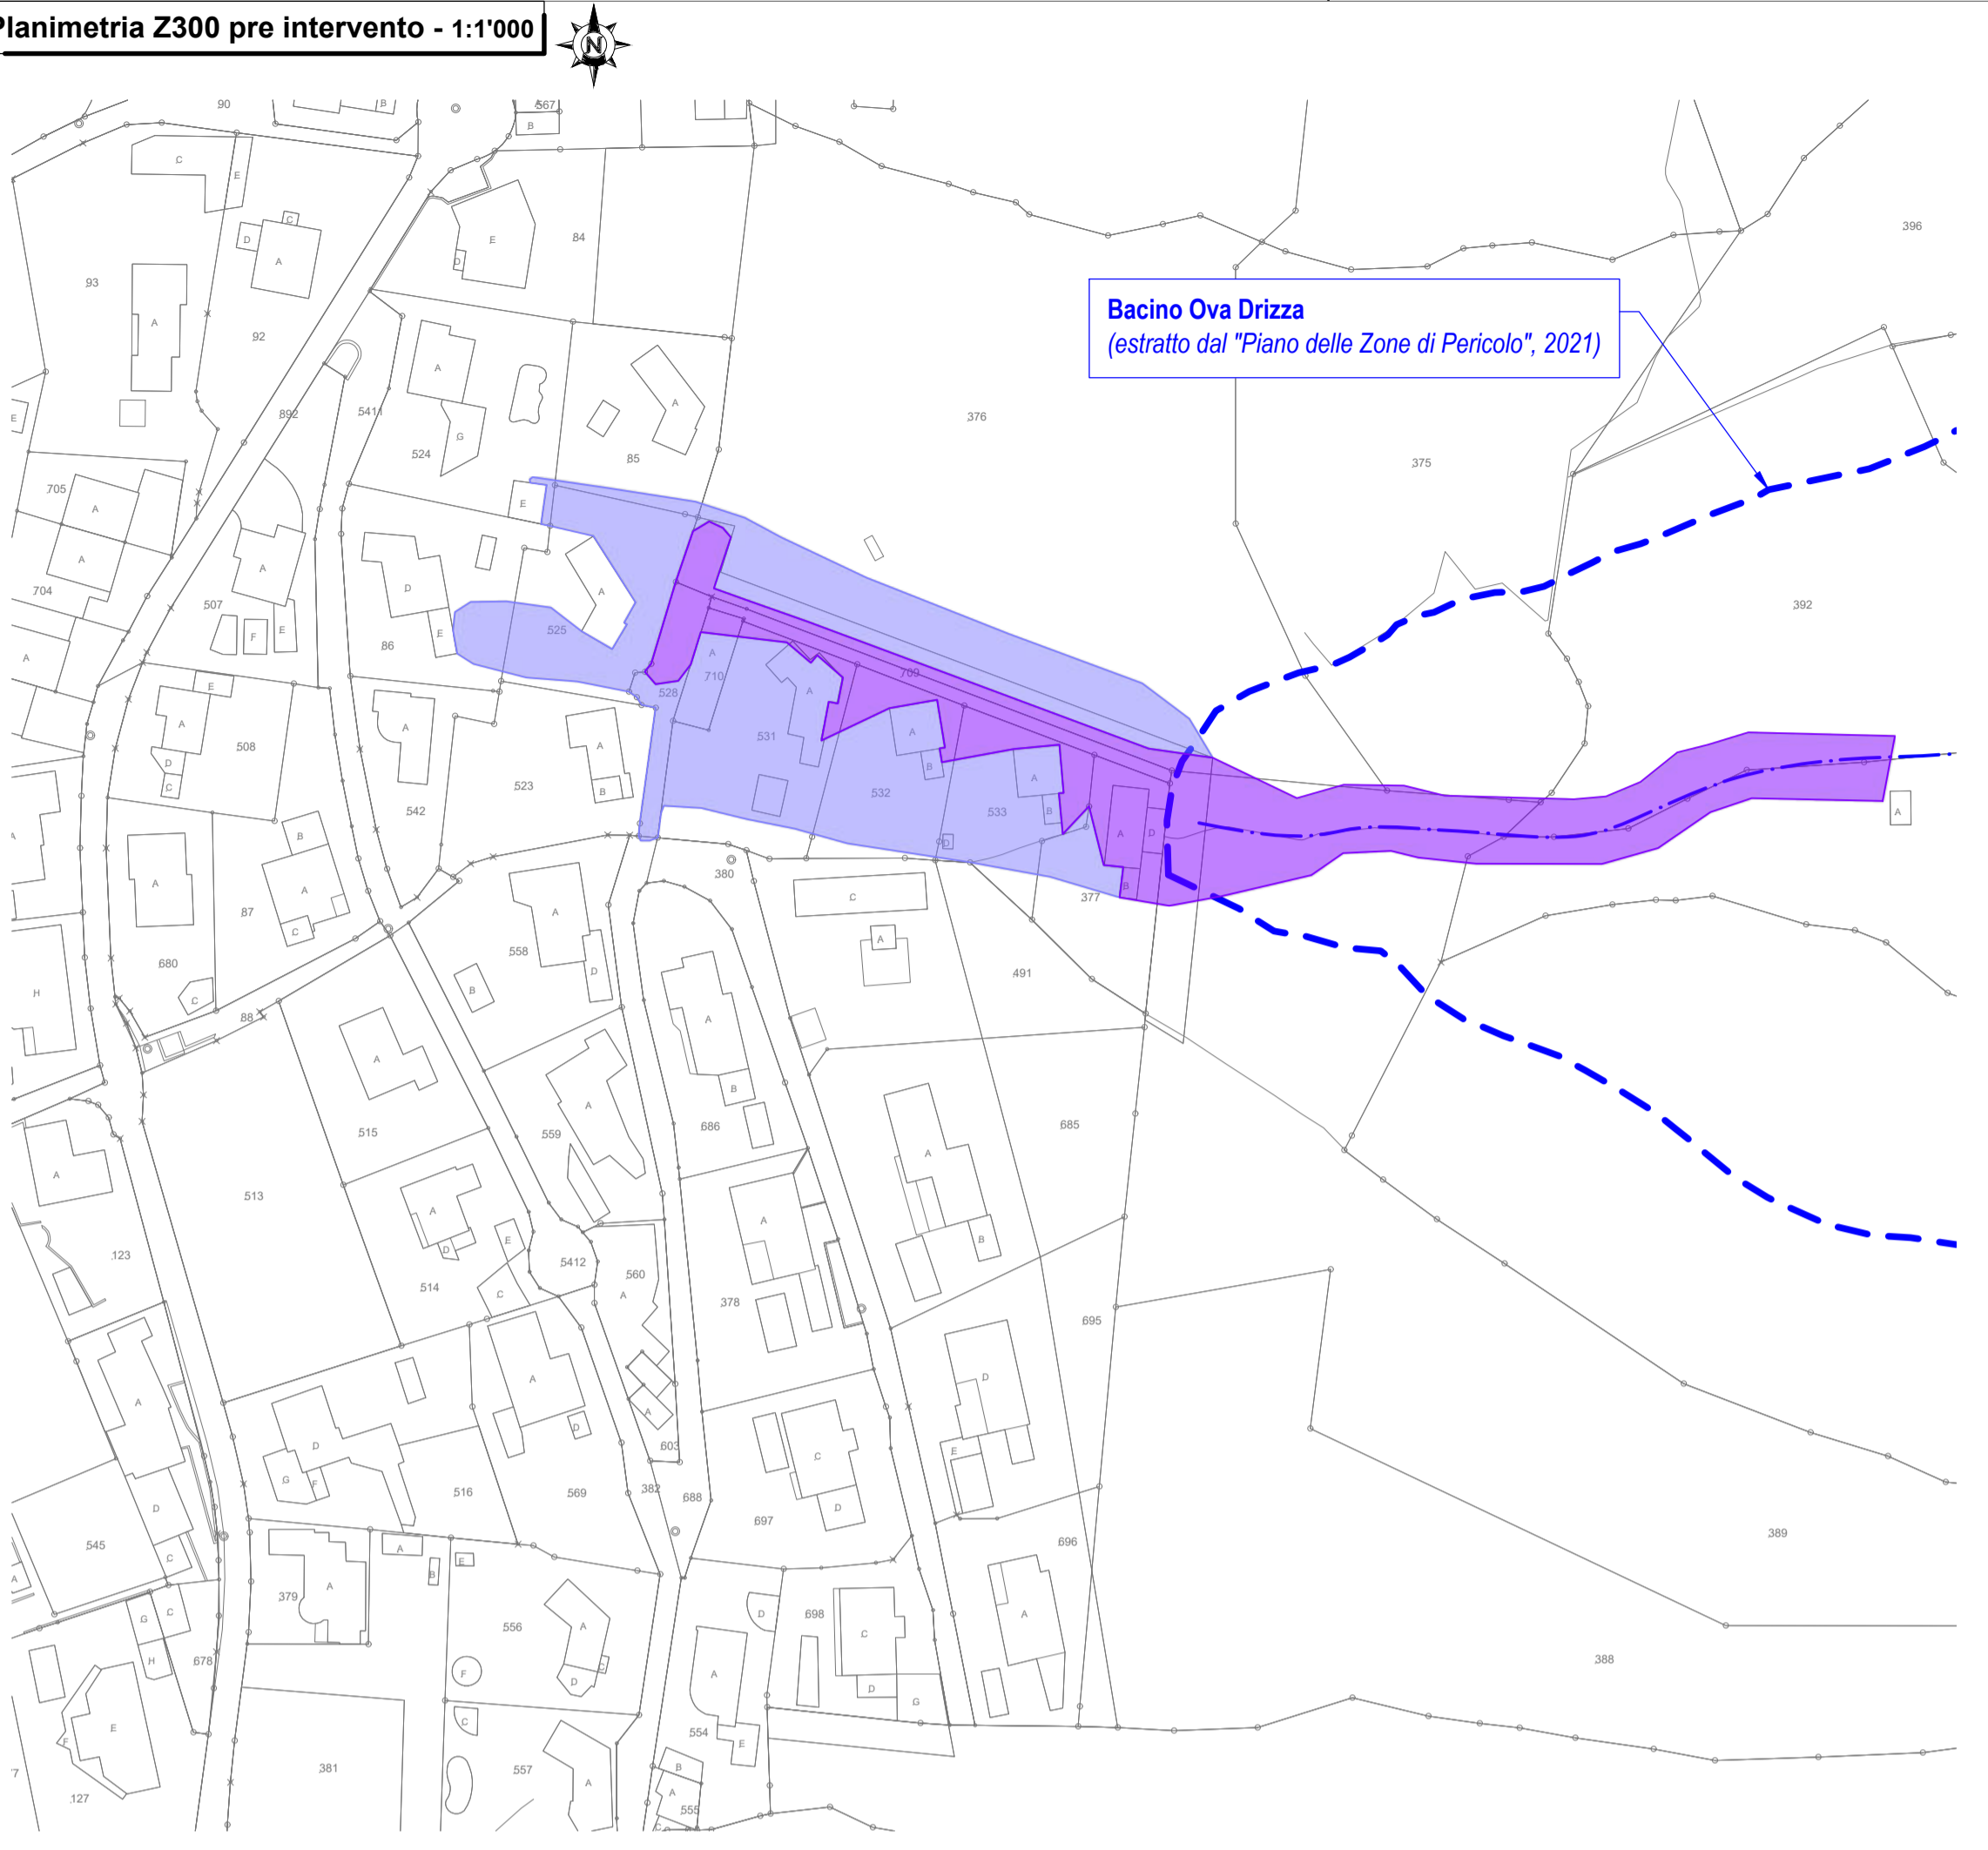 Planimetria Z300 pre intervento - 1:1'000
N
90
B
A
567
B
C
E
C
D
A
E
D
84
396
93
A
92
Bacino Ova Drizza
(estratto dal "Piano delle Zone di Pericolo", 2021)
892
5411
A
G
524
A
85
376
375
E
705
A
A
704
A
507
F
E
E
D
E
86
A
525
392
A
E
D
C
508
A
542
523
A
B
528
A
710
531
A
709
532
A
B
533
A
B
A
D
B
A
D
377
380
C
A
491
A
A
H
680
C
88
87
B
A
C
558
A
B
D
A
B
686
515
A
559
A
685
A
B
A
123
513
A
D
514
E
C
5412
560
A
A
378
695
A
A
D
A
D
G
F
D
516
569
A
D
603
382
688
697
C
D
D
E
696
389
545
D
C
A
G
C
H
678
379
A
A
B
E
556
A
C
D
F
C
D
698
C
D
G
A
388
E
F
127
381
557
A
554
A
E
B
A
555
C